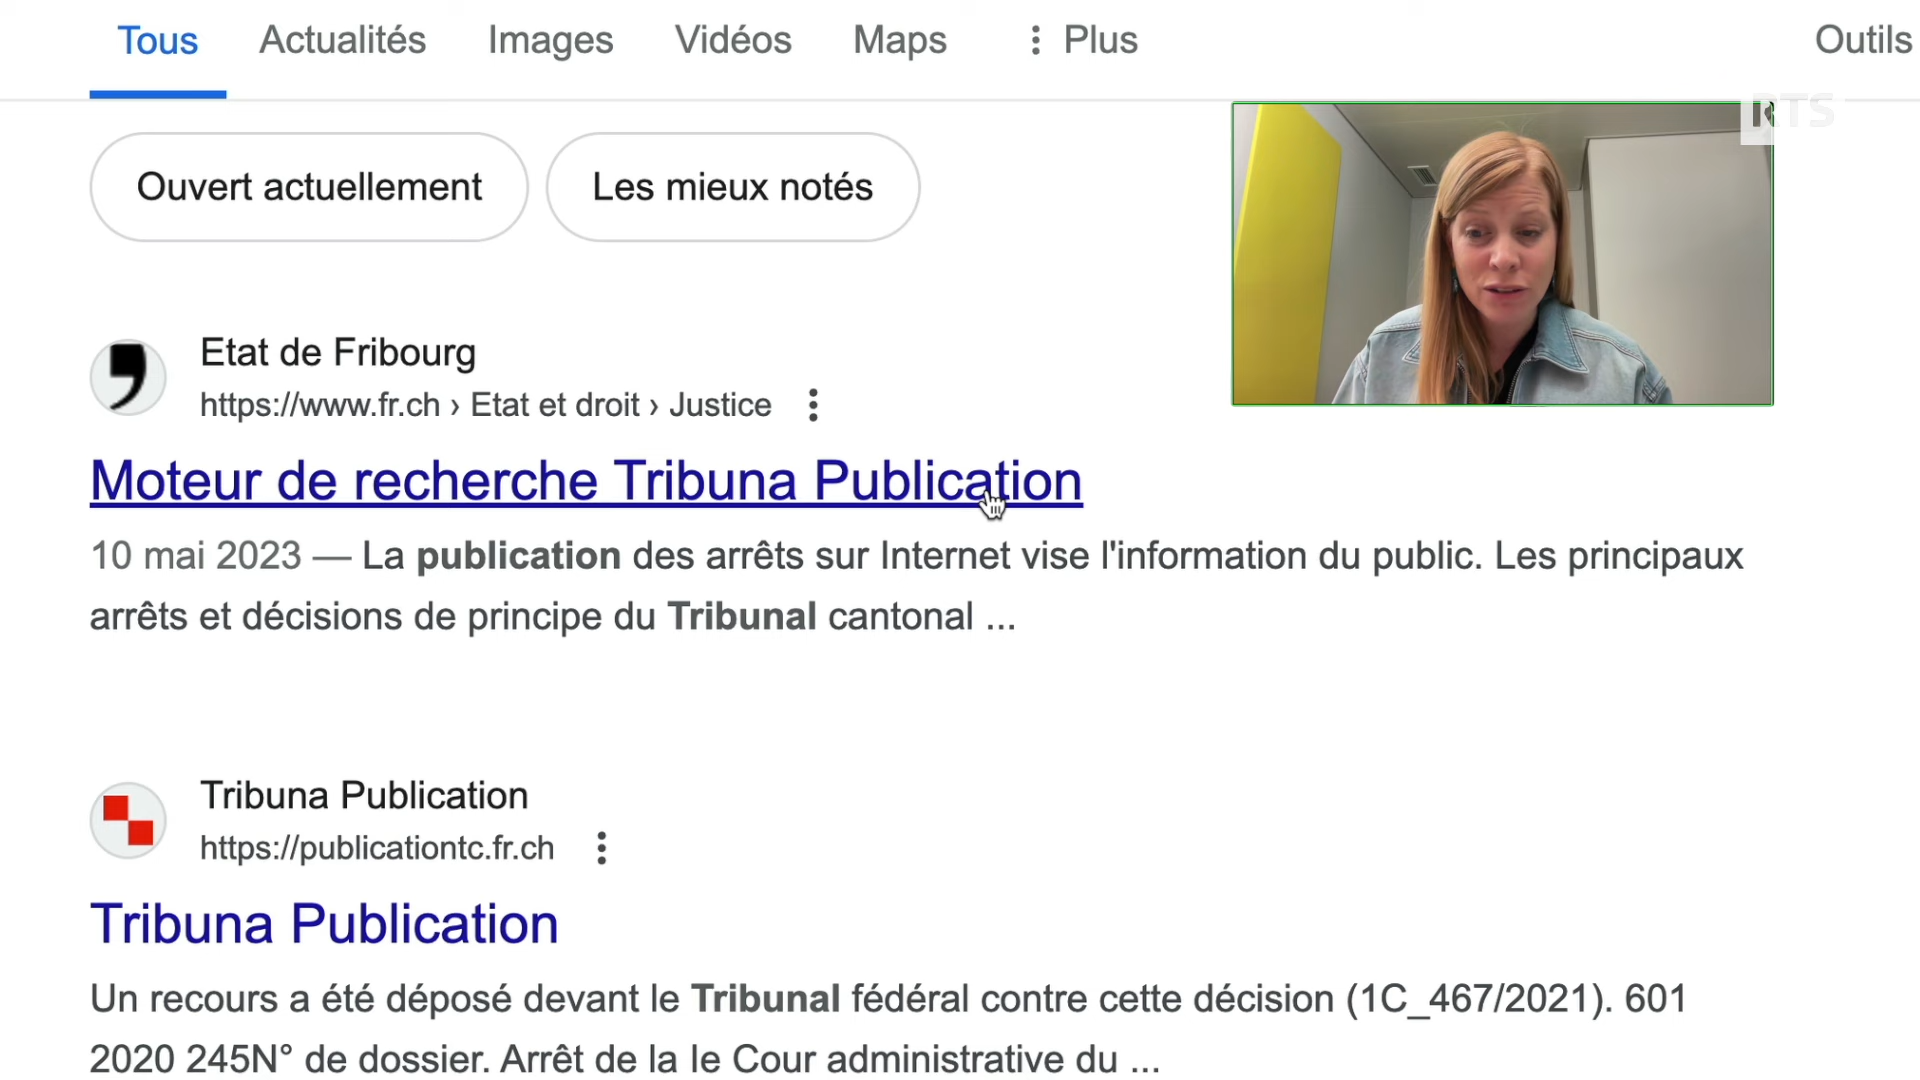 Tous Actualités Images Vidéos Maps Plus Outils
RTS
Ouvert actuellement Les mieux notés
Etat de Fribourg
https://www.fr.ch › Etat et droit › Justice
Moteur de recherche Tribuna Publication
10 mai 2023 — La publication des arrêts sur Internet vise l'information du public. Les principaux
arrêts et décisions de principe du Tribunal cantonal ...
Tribuna Publication
https://publicationtc.fr.ch
Tribuna Publication
Un recours a été déposé devant le Tribunal fédéral contre cette décision (1C_467/2021). 601
2020 245N° de dossier. Arrêt de la Ie Cour administrative du ...